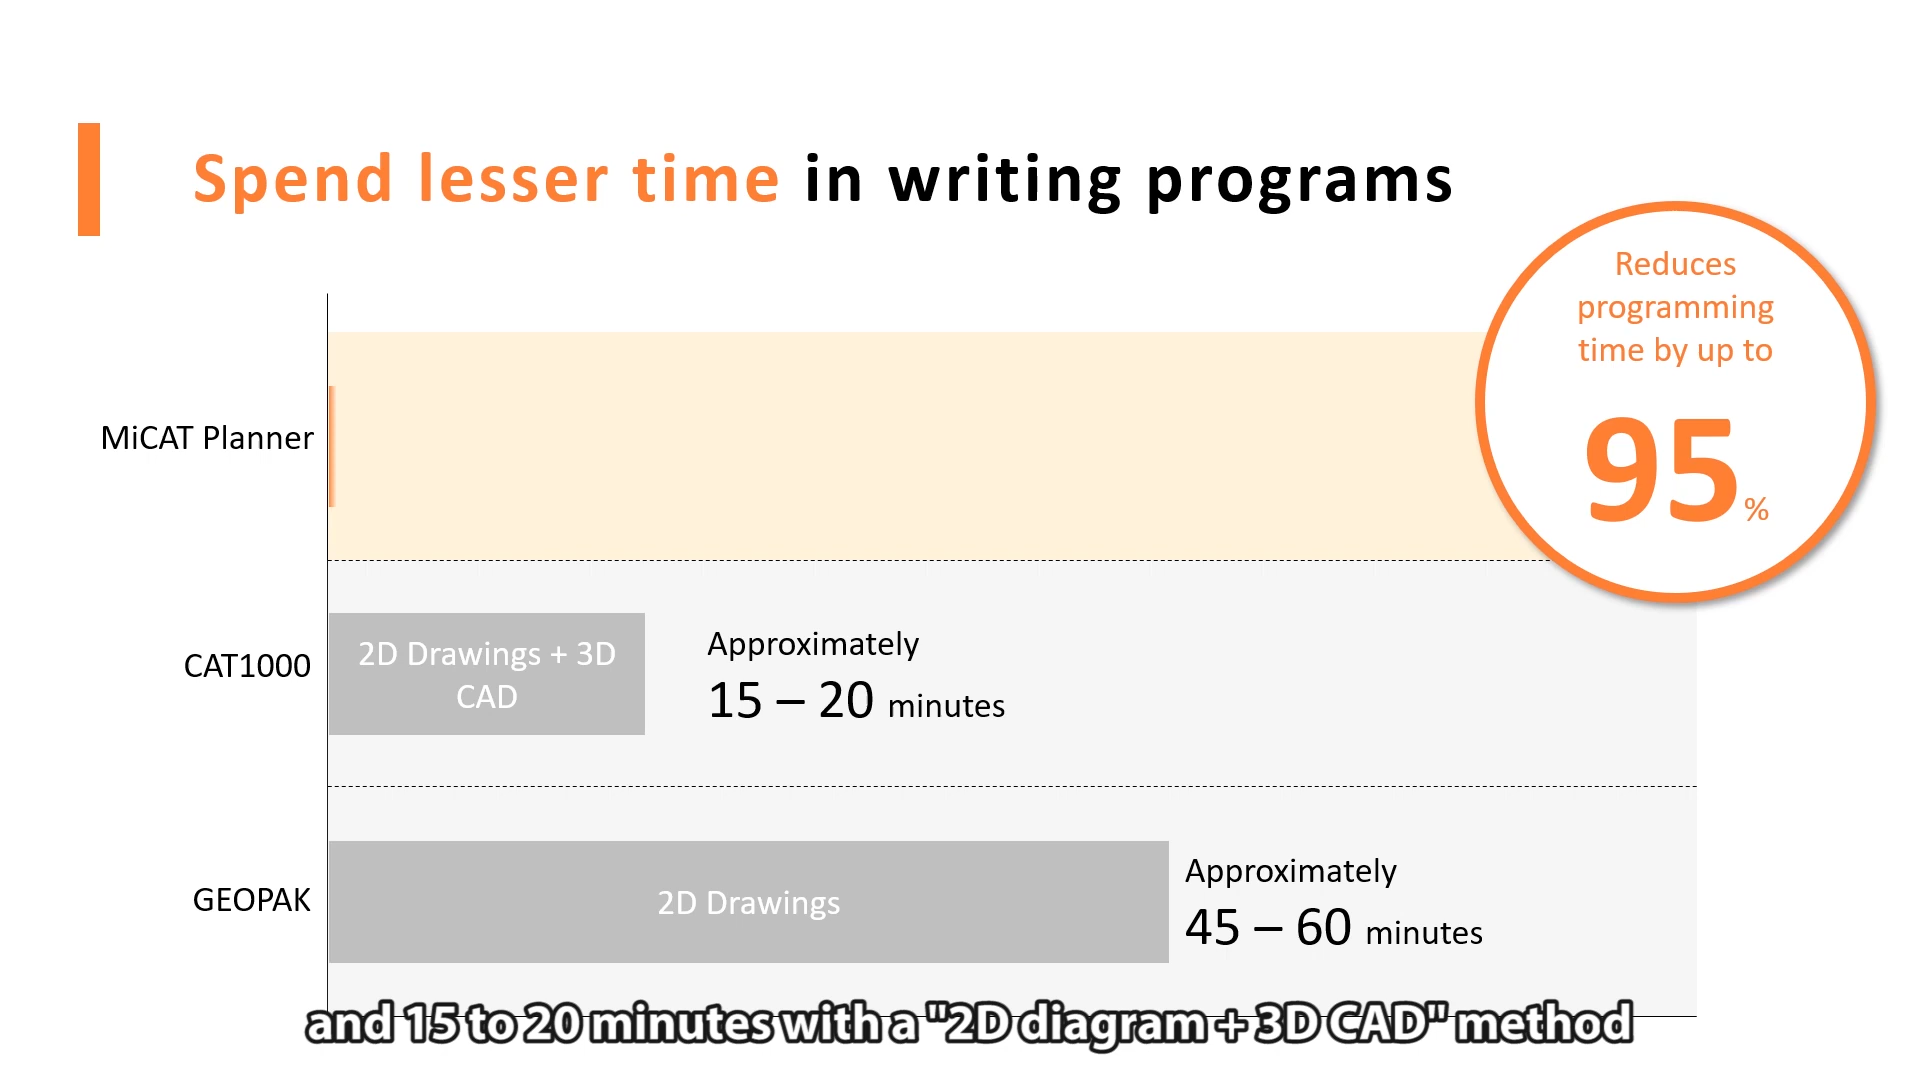 Spend lesser time in writing programs
Reduces
programming
time by up to
95%
MiCAT Planner
CAT1000
2D Drawings + 3D
CAD
Approximately
15 – 20 minutes
GEOPAK
2D Drawings
Approximately
45 – 60 minutes
and 15 to 20 minutes with a "2D diagram + 3D CAD" method